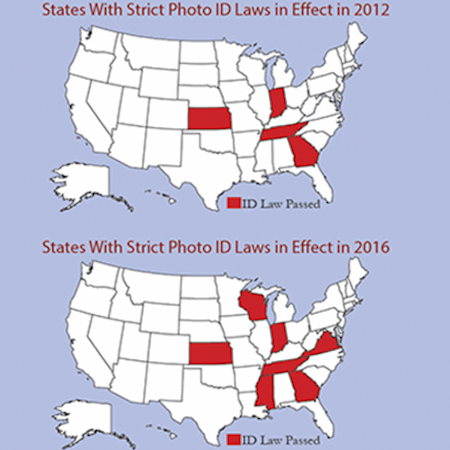 States With Strict Photo ID Laws in Effect in 2012
ID Law Passed
States With Strict Photo ID Laws in Effect in 2016
ID Law Passed